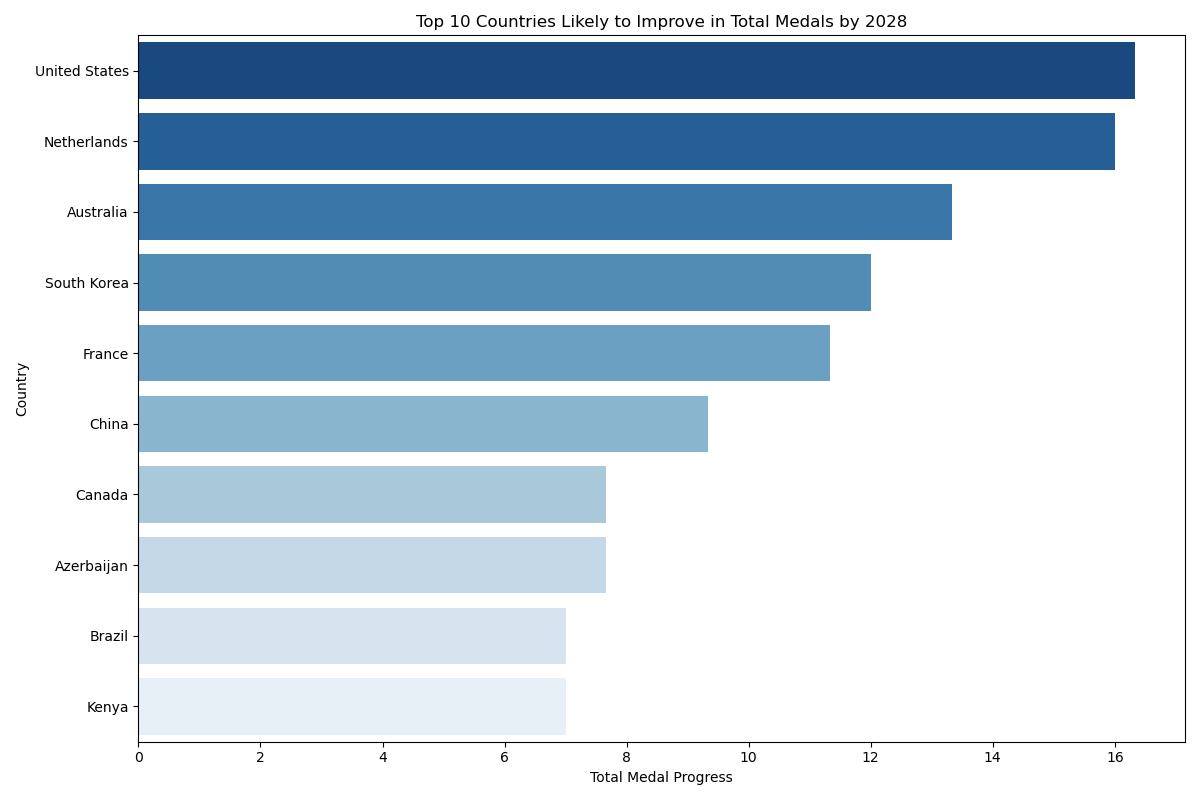 Top 10 Countries Likely to Improve in Total Medals by 2028
Country
United States
Netherlands
Australia
South Korea
France
China
Canada
Azerbaijan
Brazil
Kenya
0 2 4 6 8 10 12 14 16
Total Medal Progress